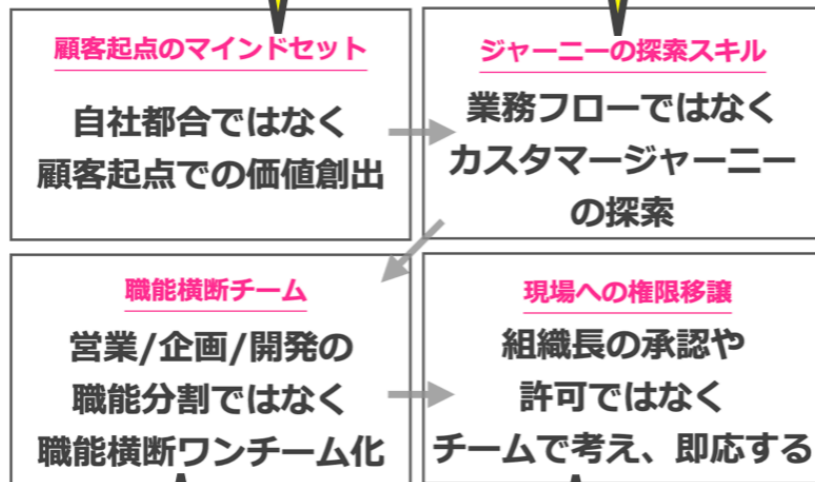 顧客起点のマインドセット
自社都合ではなく
顧客起点での価値創出
ジャーニーの探索スキル
業務フローではなく
カスタマージャーニー
の探索
職能横断チーム
営業/企画/開発の
職能分割ではなく
職能横断ワンチーム化
現場への権限移譲
組織長の承認や
許可ではなく
チームで考え、即応する